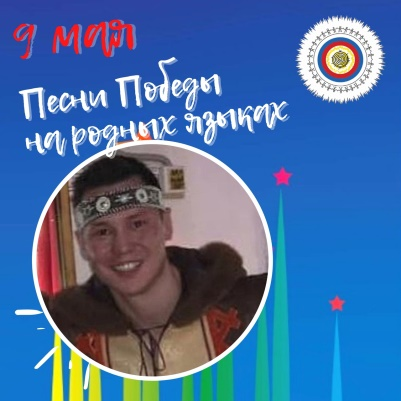 9 мая
Песни Победы
на родных языках